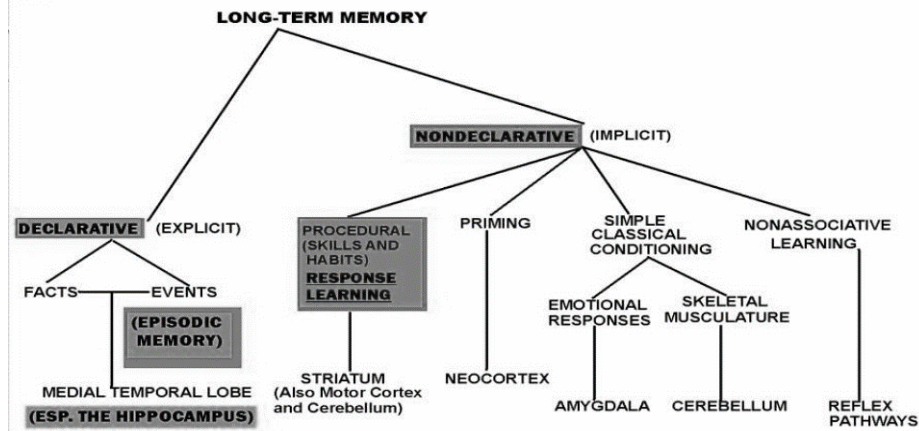 LONG-TERM MEMORY
NONDECLARATIVE (IMPLICIT)
DECLARATIVE (EXPLICIT)
PROCEDURAL
(SKILLS AND
HABITS)
RESPONSE
LEARNING
PRIMING
SIMPLE
CLASSICAL
CONDITIONING
NONASSOCIATIVE
LEARNING
FACTS
EVENTS
(EPISODIC
MEMORY)
EMOTIONAL
RESPONSES
SKELETAL
MUSCULATURE
MEDIAL TEMPORAL LOBE
(ESP. THE HIPPOCAMPUS)
STRIATUM
(Also Motor Cortex
and Cerebellum)
NEOCORTEX
AMYGDALA
CEREBELLUM
REFLEX
PATHWAYS